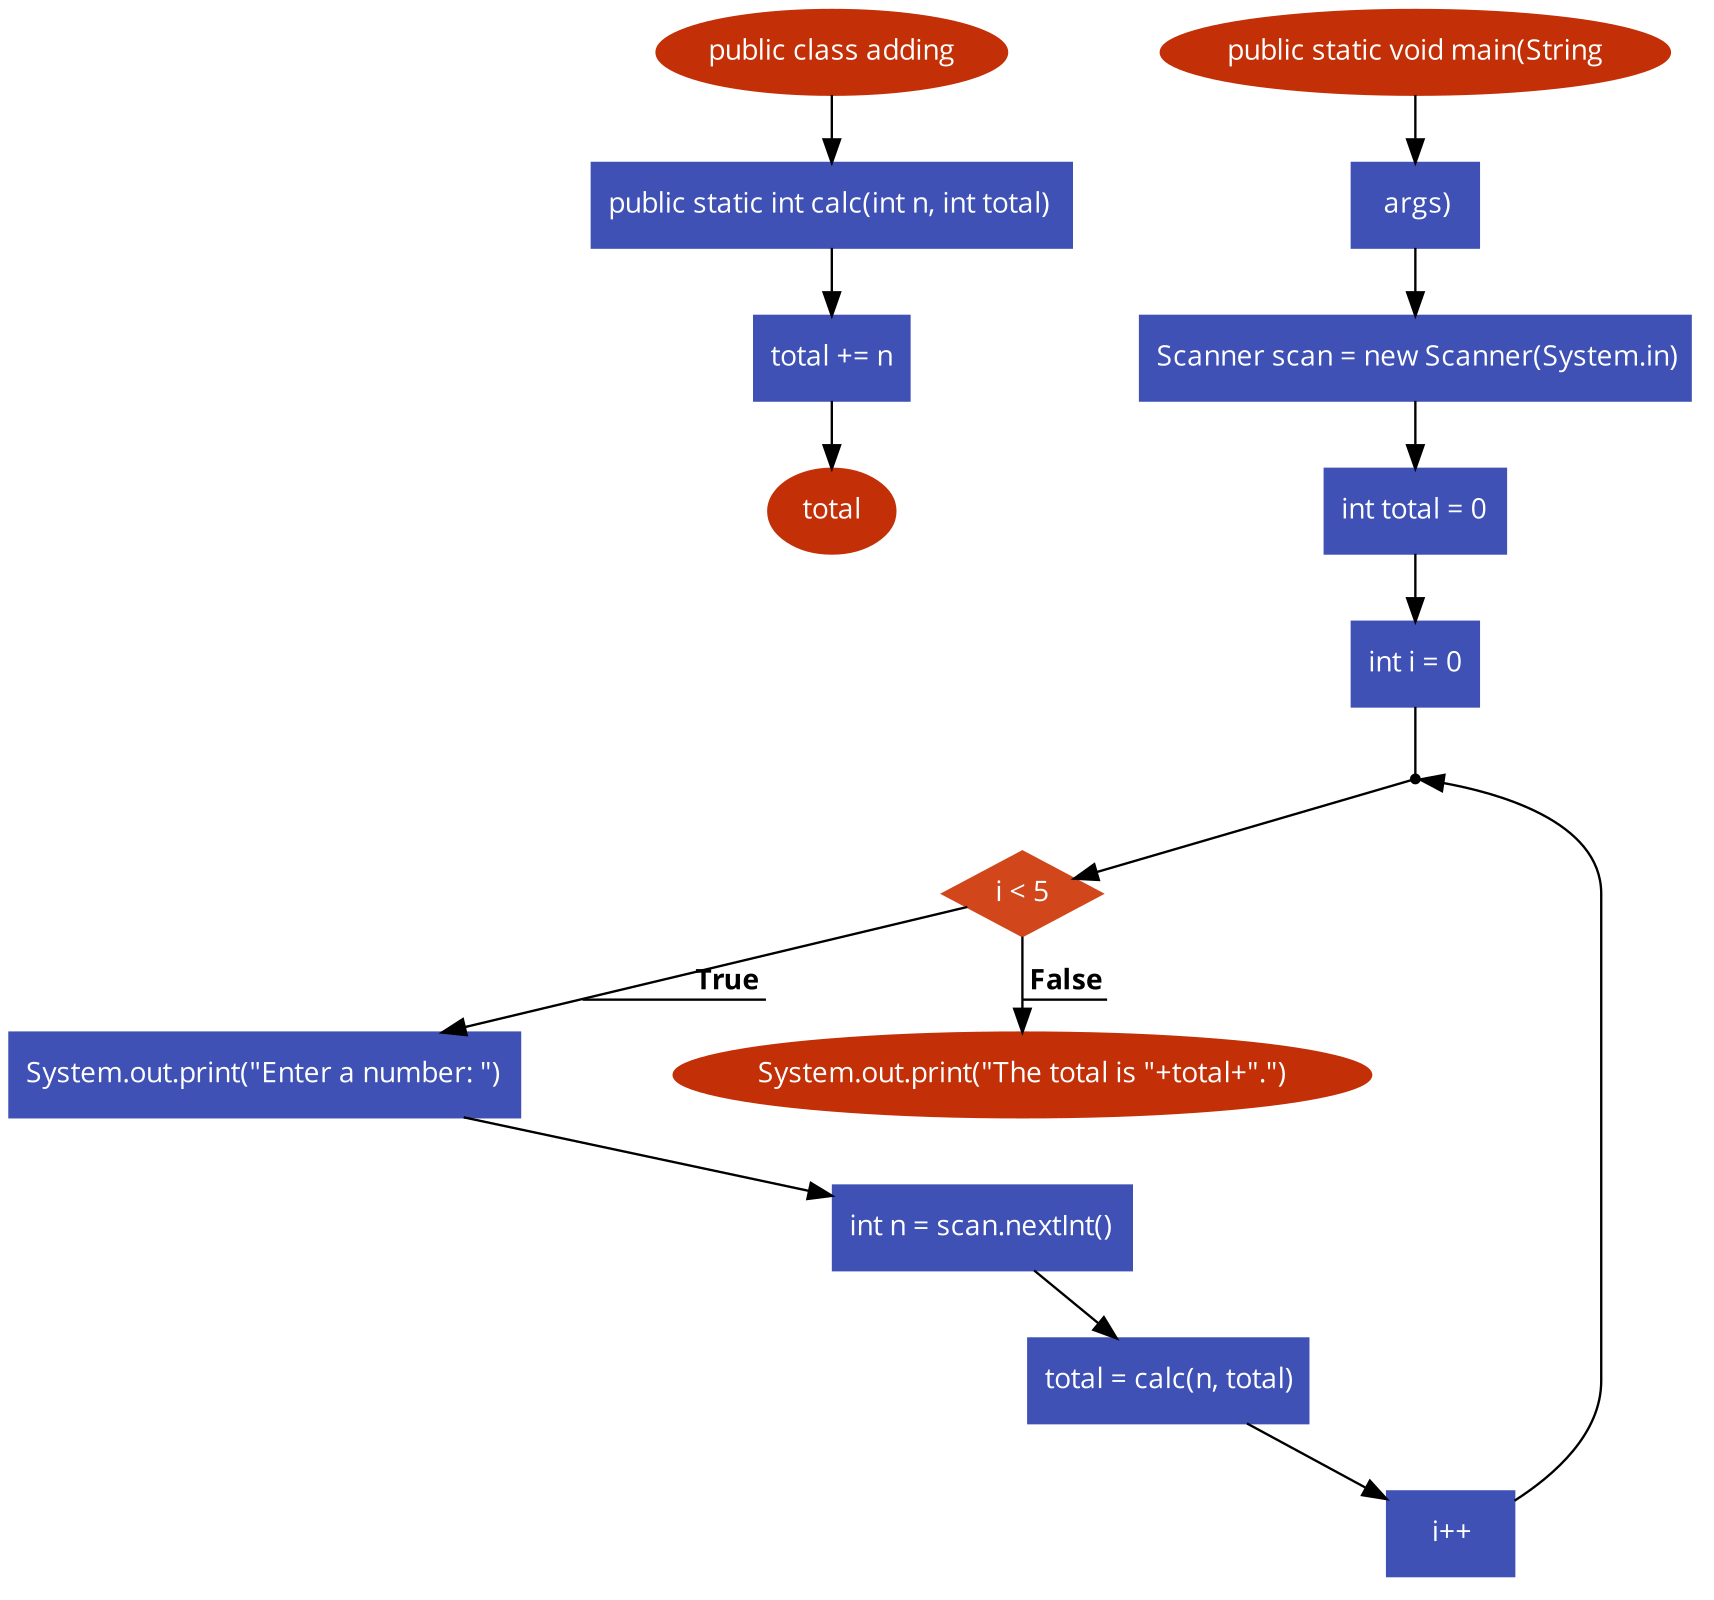 public class adding
public static int calc(int n, int total)
total += n
total
public static void main(String
args)
Scanner scan = new Scanner(System.in)
int total = 0
int i = 0
i < 5
True
False
System.out.print("Enter a number: ")
System.out.print("The total is "+total+".")
int n = scan.nextInt()
total = calc(n, total)
i++